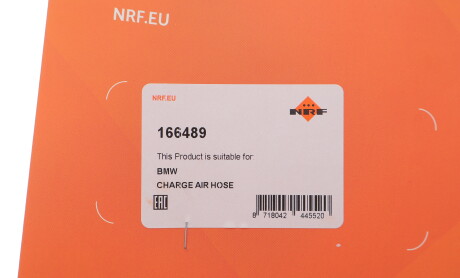 NRF.EU
NRF.EU
NRF
166489
This Product is suitable for:
BMW
CHARGE AIR HOSE
EAC
8 718042 445520